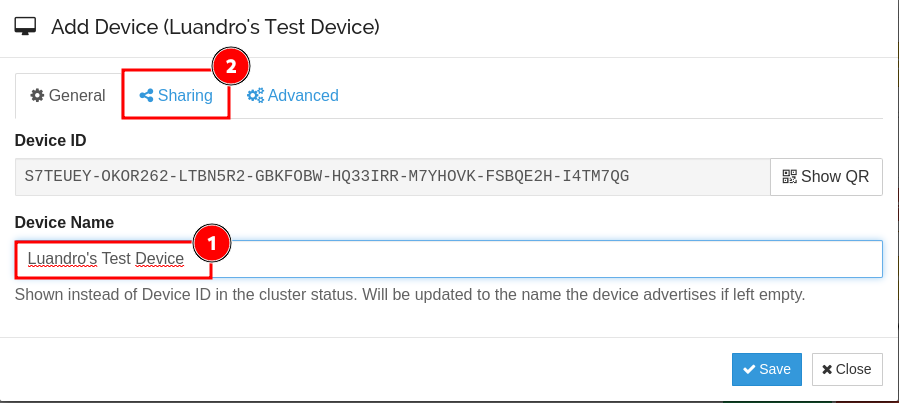 Add Device (Luandro's Test Device)
2
General
Sharing
Advanced
Device ID
S7TEUEY-OKOR262-LTBN5R2-GBKFOBW-HQ33IRR-M7YHOVK-FSBQE2H-I4TM7QG
Show QR
Device Name
1
Luandro's Test Device
Shown instead of Device ID in the cluster status. Will be updated to the name the device advertises if left empty.
Save
Close